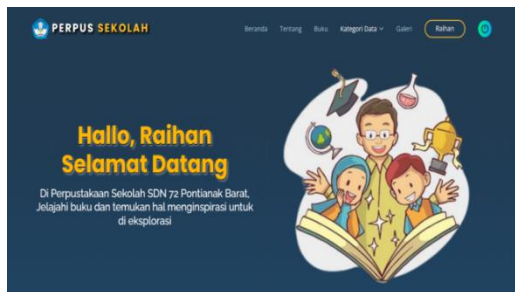 PERPUS SEKOLAH
Beranda Tentang Buku Kategori Data Galeri Raihan
Hallo, Raihan
Selamat Datang
Di Perpustakaan Sekolah SDN 72 Pontianak Barat,
Jelajahi buku dan temukan hal menginspirasi untuk
di eksplorasi